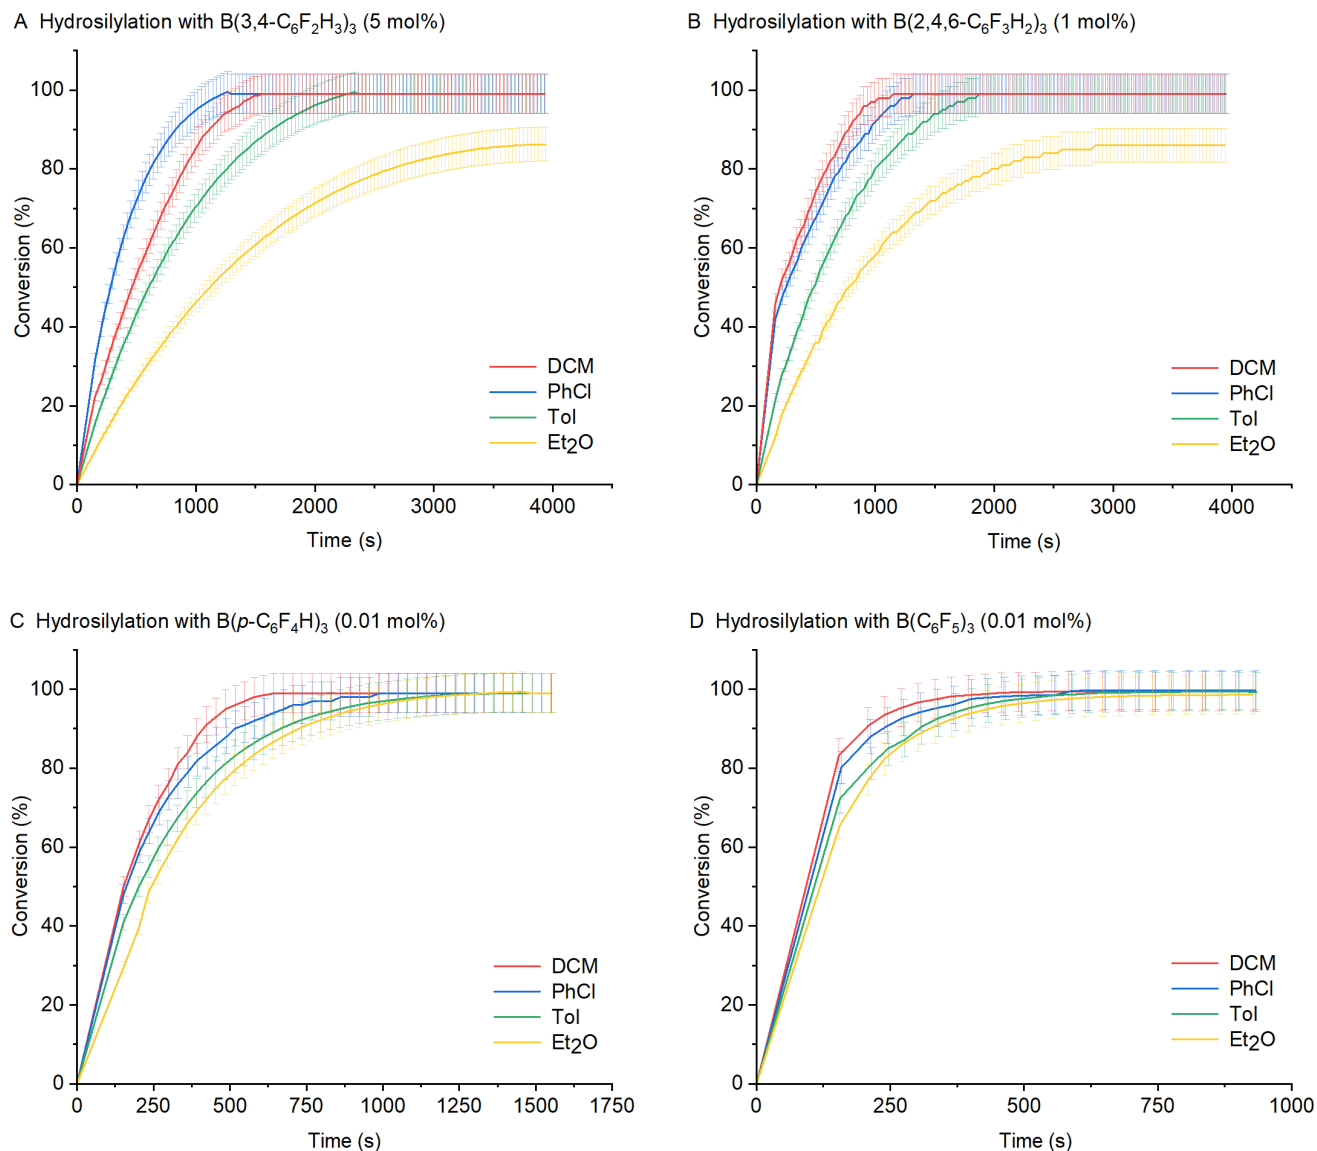 A Hydrosilylation with B(3,4-C₆F₂H₃)₃ (5 mol%)
Conversion (%)
100
80
60
40
20
0
0 1000 2000 3000 4000
Time (s)
DCM
PhCl
Tol
Et₂O
B Hydrosilylation with B(2,4,6-C₆F₃H₂)₃ (1 mol%)
Conversion (%)
100
80
60
40
20
0
0 1000 2000 3000 4000
Time (s)
DCM
PhCl
Tol
Et₂O
C Hydrosilylation with B(p-C₆F₄H)₃ (0.01 mol%)
Conversion (%)
100
80
60
40
20
0
0 250 500 750 1000 1250 1500 1750
Time (s)
DCM
PhCl
Tol
Et₂O
D Hydrosilylation with B(C₆F₅)₃ (0.01 mol%)
Conversion (%)
100
80
60
40
20
0
0 250 500 750 1000
Time (s)
DCM
PhCl
Tol
Et₂O